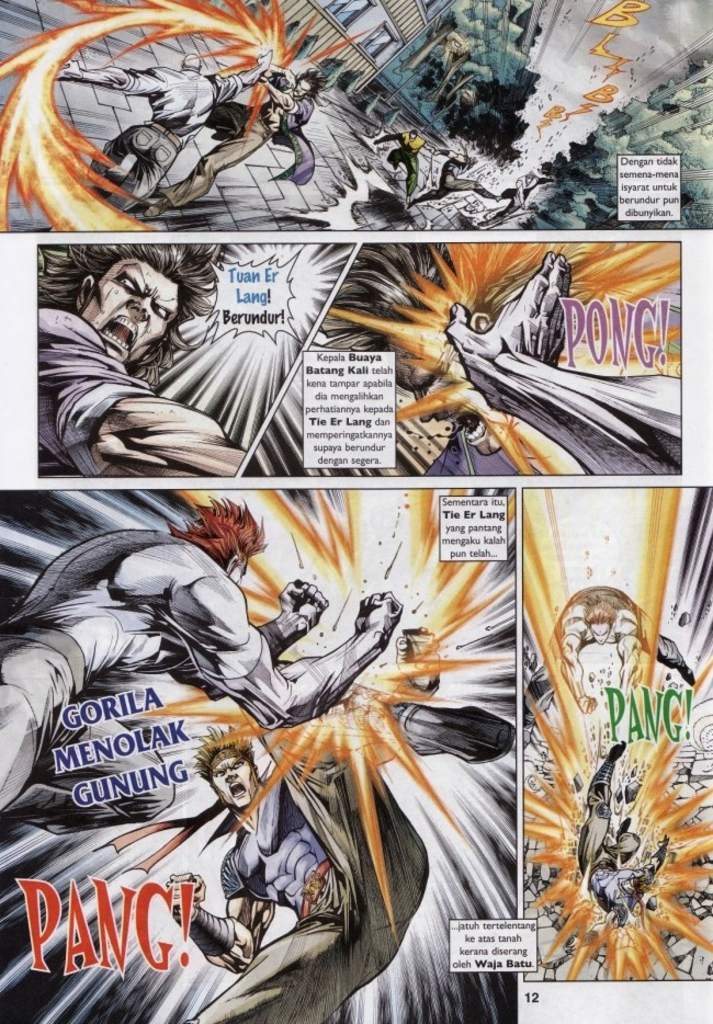 BLBLBB
Dengan tidak
semena-mena
isyarat untuk
berundur pun
dibunyikan.
Tuan Er
Lang!
Berundur!
PONG!
Kepala Buaya
Batang Kali telah
kena tampar apabila
dia mengalihkan
perhatiannya kepada
Tie Er Lang dan
memperingatkannya
supaya berundur
dengan segera.
Sementara itu,
Tie Er Lang
yang pantang
mengaku kalah
pun telah...
GORILA
MENOLAK
GUNUNG
PANG!
PANG!
...jatuh tertelentang
ke atas tanah
kerana diserang
oleh Waja Batu.
12